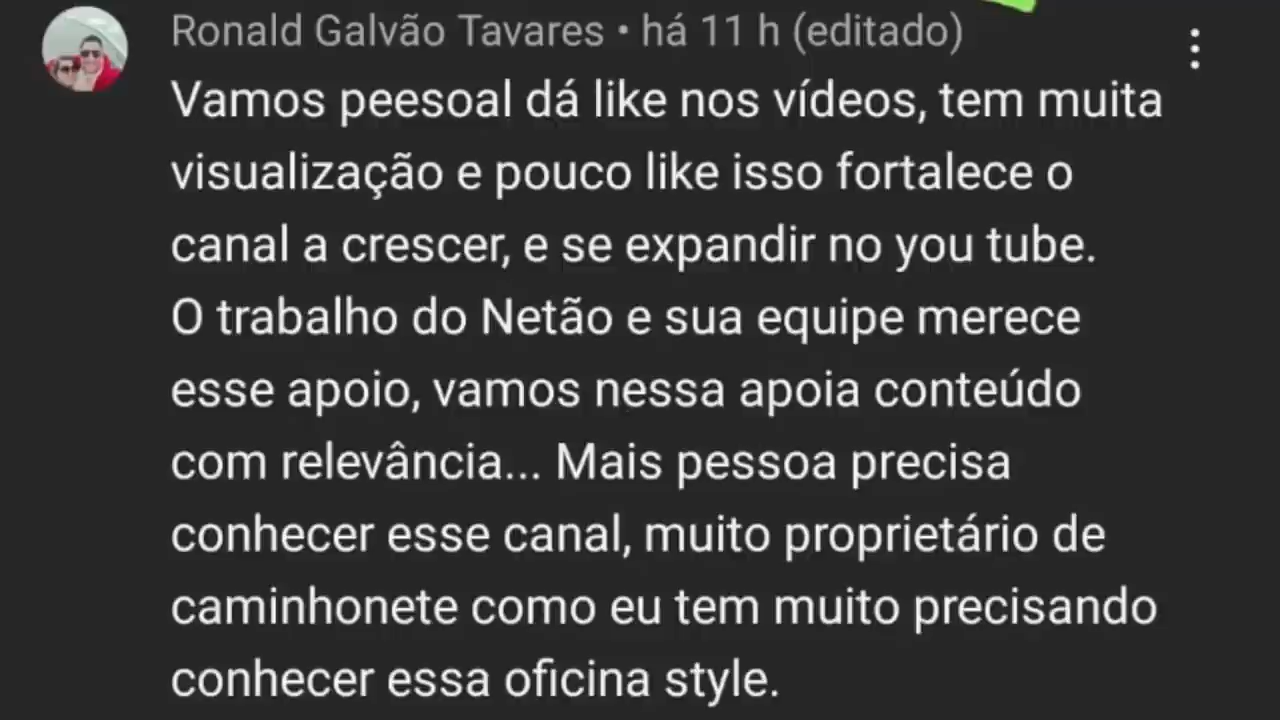 Ronald Galvão Tavares • há 11 h (editado)
Vamos peesoal dá like nos vídeos, tem muita
visualização e pouco like isso fortalece o
canal a crescer, e se expandir no you tube.
O trabalho do Netão e sua equipe merece
esse apoio, vamos nessa apoia conteúdo
com relevância... Mais pessoa precisa
conhecer esse canal, muito proprietário de
caminhonete como eu tem muito precisando
conhecer essa oficina style.